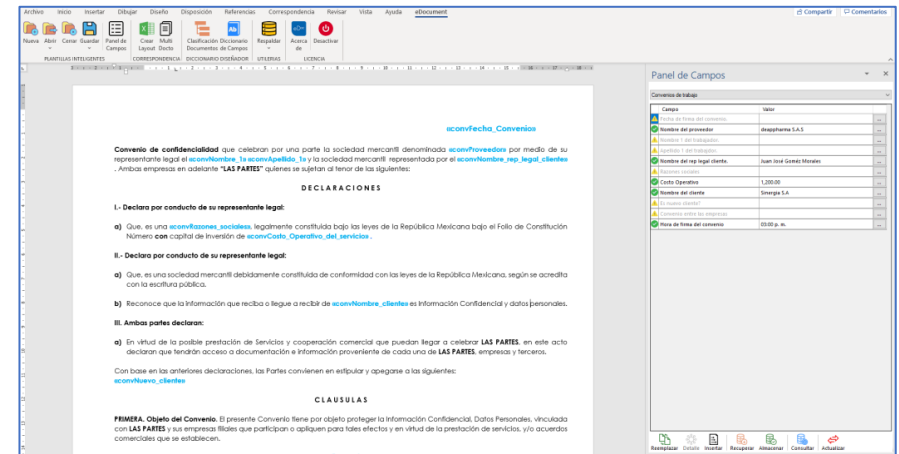 Archivo Inicio Insertar Dibujar Diseño Disposición Referencias Correspondencia Revisar Vista Ayuda eDocument Compartir Comentarios
Nueva Abrir Cerrar Guardar Panel de Campos Crear Layout Multi Docto Clasificación Documentos Diccionario de Campos Respaldar Acerca de Desactivar
PLANTILLAS INTELIGENTES CORRESPONDENCIA DICCIONARIO DISEÑADOR UTILERIAS LICENCIA
«convFecha_Convenio»
Convenio de confidencialidad que celebran por una parte la sociedad mercantil denominada «convProveedor» por medio de su
representante legal el «convNombre_1» «convApellido_1» y la sociedad mercantil representada por el «convNombre_rep_legal_cliente»
. Ambas empresas en adelante "LAS PARTES" quienes se sujetan al tenor de las siguientes:
DECLARACIONES
I.- Declara por conducto de su representante legal:
a) Que, es una «convRazones_sociales», legalmente constituida bajo las leyes de la República Mexicana bajo el Folio de Constitución
Número con capital de inversión de «convCosto_Operativo_del_servicio» .
II.- Declara por conducto de su representante legal:
a) Que, es una sociedad mercantil debidamente constituida de conformidad con las leyes de la República Mexicana, según se acredita
con la escritura pública.
b) Reconoce que la información que reciba o llegue a recibir de «convNombre_cliente» es Información Confidencial y datos personales.
III. Ambas partes declaran:
a) En virtud de la posible prestación de Servicios y cooperación comercial que puedan llegar a celebrar LAS PARTES, en este acto
declaran que tendrán acceso a documentación e información proveniente de cada una de LAS PARTES, empresas y terceros.
Con base en las anteriores declaraciones, las Partes convienen en estipular y apegarse a las siguientes:
«convNuevo_cliente»
CLAUSULAS
PRIMERA. Objeto del Convenio. El presente Convenio tiene por objeto proteger la Información Confidencial, Datos Personales, vinculada
con LAS PARTES y sus empresas filiales que participan o apliquen para tales efectos y en virtud de la prestación de servicios, y/o acuerdos
comerciales que se establecen.
Panel de Campos
Convenios de trabajo
Campo Valor
Fecha de firma del convenio.
Nombre del proveedor deappharma S.A.S
Nombre 1 del trabajador.
Apellido 1 del trabajador.
Nombre del rep legal cliente. Juan José Goméz Morales
Razones sociales
Costo Operativo 1,200.00
Nombre del cliente Sinergia S.A
Es nuevo cliente?
Convenio entre las empresas
Hora de firma del convenio 03:00 p. m.
Reemplazar Detalle Insertar Recuperar Almacenar Consultar Actualizar